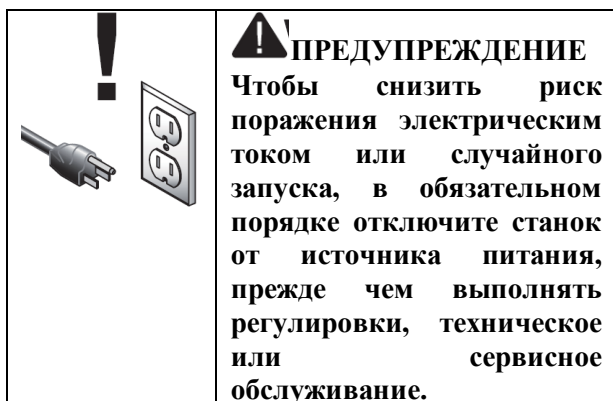 ПРЕДУПРЕЖДЕНИЕ
Чтобы снизить риск
поражения электрическим
током или случайного
запуска, в обязательном
порядке отключите станок
от источника питания,
прежде чем выполнять
регулировки, техническое
или сервисное
обслуживание.